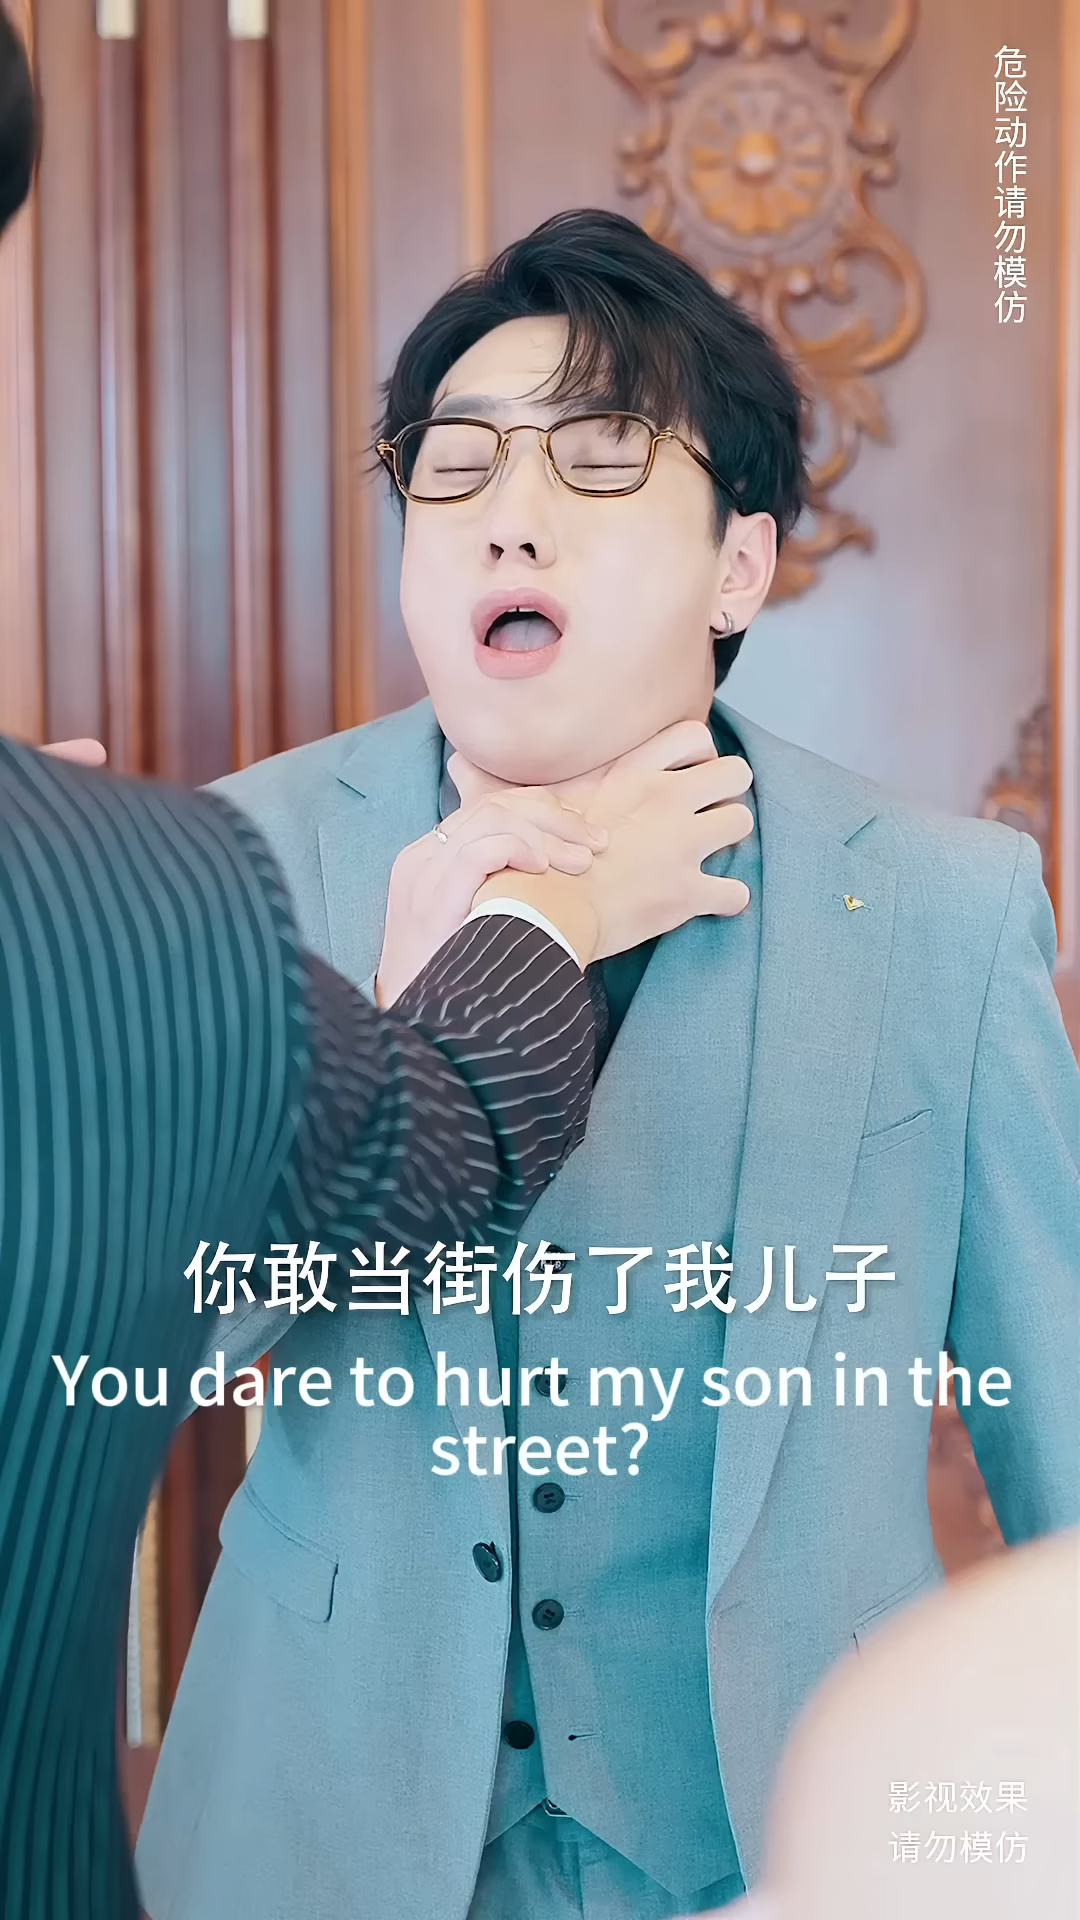 危险动作请勿模仿
你敢当街伤了我儿子
You dare to hurt my son in the
street?
影视效果
请勿模仿